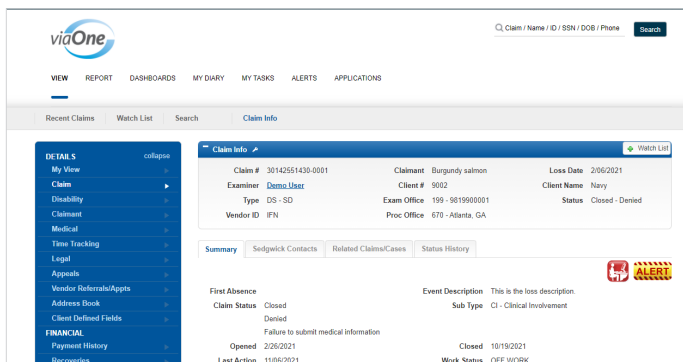 viaOne
Claim / Name / ID / SSN / DOB / Phone Search
VIEW REPORT DASHBOARDS MY DIARY MY TASKS ALERTS APPLICATIONS
Recent Claims Watch List Search Claim Info
DETAILS collapse
My View
Claim
Disability
Claimant
Medical
Time Tracking
Legal
Appeals
Vendor Referrals/Appts
Address Book
Client Defined Fields
FINANCIAL
Payment History
Recoveries
Claim Info Watch List
Claim # 30142551430-0001 Claimant Burgundy salmon Loss Date 2/06/2021
Examiner Demo User Client # 9002 Client Name Navy
Type DS - SD Exam Office 199 - 9819900001 Status Closed - Denied
Vendor ID IFN Proc Office 670 - Atlanta, GA
Summary Sedgwick Contacts Related Claims/Cases Status History
ALERT
First Absence Event Description This is the loss description.
Claim Status Closed Sub Type CI - Clinical Involvement
Denied
Failure to submit medical information
Opened 2/26/2021 Closed 10/19/2021
Last Action 11/06/2021 Work Status OFF WORK